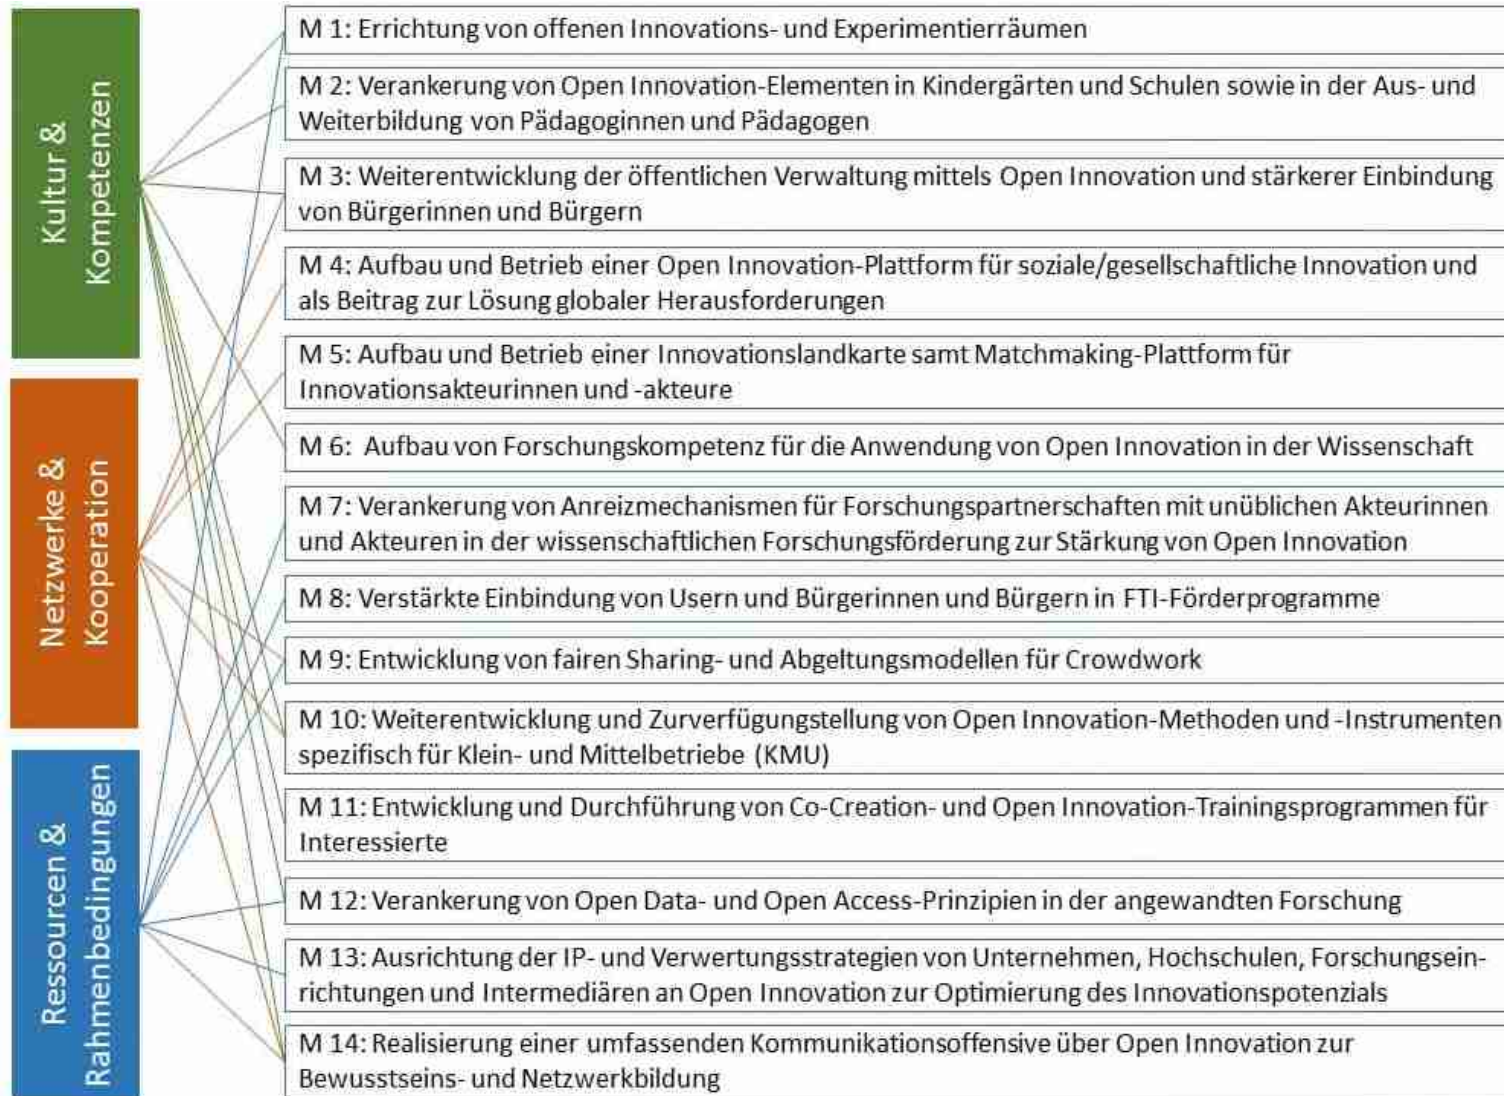 Kultur &
Kompetenzen
Netzwerke &
Kooperation
Ressourcen &
Rahmenbedingungen
M 1: Errichtung von offenen Innovations- und Experimentierräumen
M 2: Verankerung von Open Innovation-Elementen in Kindergärten und Schulen sowie in der Aus- und
Weiterbildung von Pädagoginnen und Pädagogen
M 3: Weiterentwicklung der öffentlichen Verwaltung mittels Open Innovation und stärkerer Einbindung
von Bürgerinnen und Bürgern
M 4: Aufbau und Betrieb einer Open Innovation-Plattform für soziale/gesellschaftliche Innovation und
als Beitrag zur Lösung globaler Herausforderungen
M 5: Aufbau und Betrieb einer Innovationslandkarte samt Matchmaking-Plattform für
Innovationsakteurinnen und -akteure
M 6: Aufbau von Forschungskompetenz für die Anwendung von Open Innovation in der Wissenschaft
M 7: Verankerung von Anreizmechanismen für Forschungspartnerschaften mit unüblichen Akteurinnen
und Akteuren in der wissenschaftlichen Forschungsförderung zur Stärkung von Open Innovation
M 8: Verstärkte Einbindung von Usern und Bürgerinnen und Bürgern in FTI-Förderprogramme
M 9: Entwicklung von fairen Sharing- und Abgeltungsmodellen für Crowdwork
M 10: Weiterentwicklung und Zurverfügungstellung von Open Innovation-Methoden und -Instrumenten
spezifisch für Klein- und Mittelbetriebe (KMU)
M 11: Entwicklung und Durchführung von Co-Creation- und Open Innovation-Trainingsprogrammen für
Interessierte
M 12: Verankerung von Open Data- und Open Access-Prinzipien in der angewandten Forschung
M 13: Ausrichtung der IP- und Verwertungsstrategien von Unternehmen, Hochschulen, Forschungsein-
richtungen und Intermediären an Open Innovation zur Optimierung des Innovationspotenzials
M 14: Realisierung einer umfassenden Kommunikationsoffensive über Open Innovation zur
Bewusstseins- und Netzwerkbildung